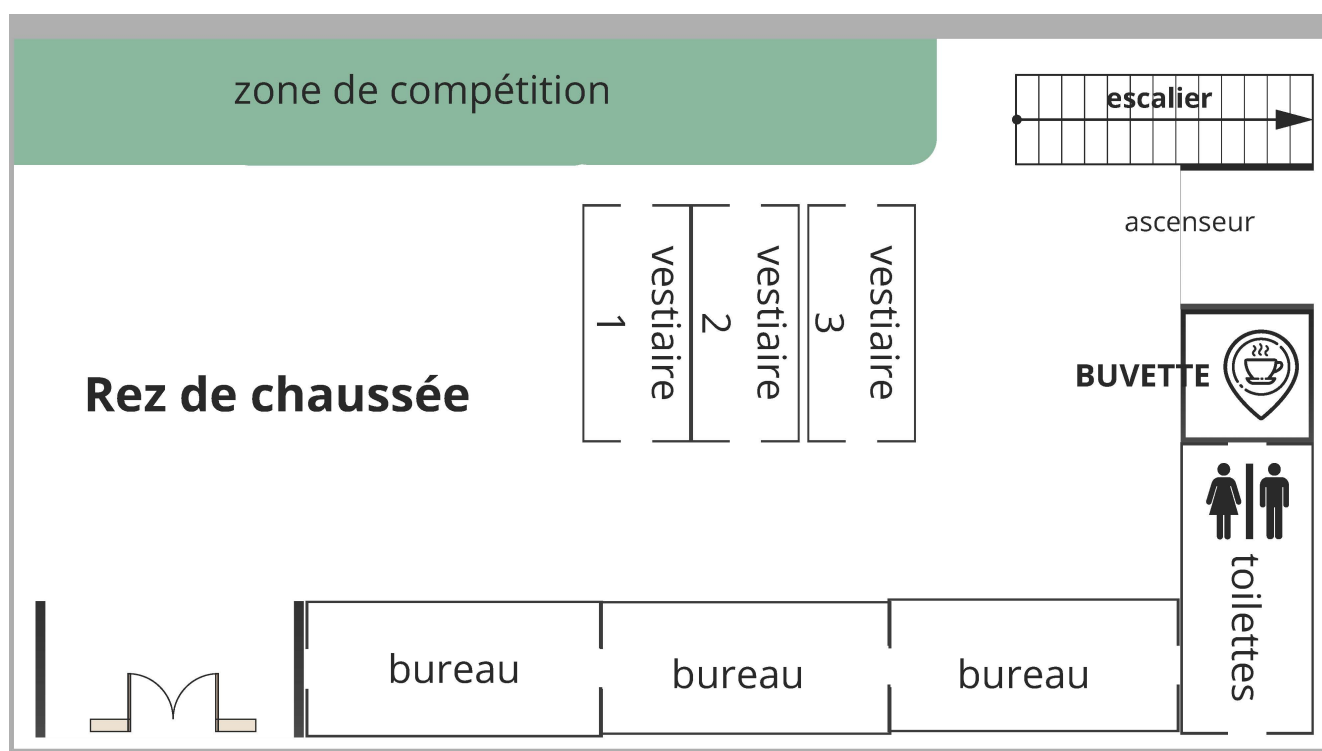 zone de compétition
escalier
ascenseur
vestiaire
1
vestiaire
2
vestiaire
3
BUVETTE
Rez de chaussée
toilettes
bureau
bureau
bureau